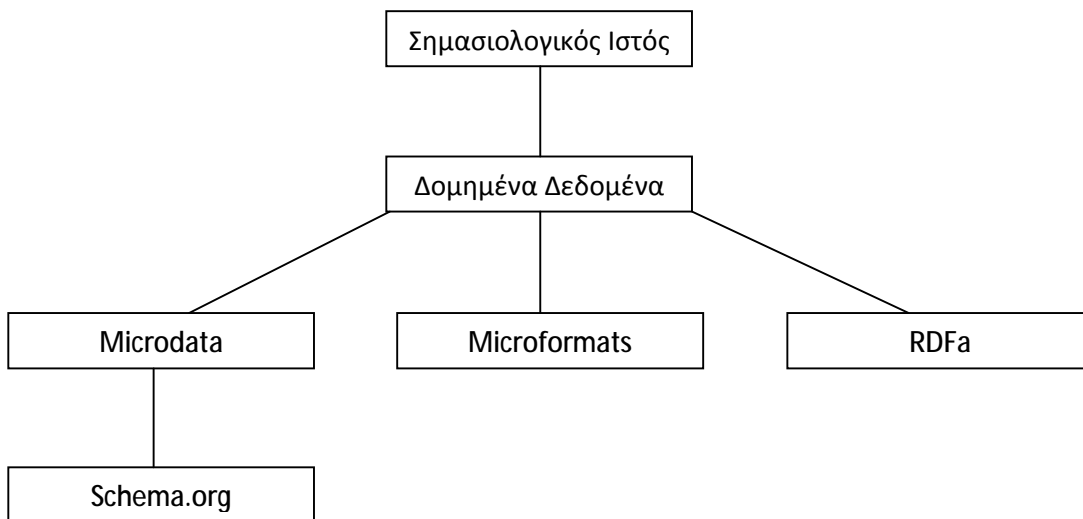 Σημασιολογικός Ιστός
Δομημένα Δεδομένα
Microdata
Microformats
RDFa
Schema.org